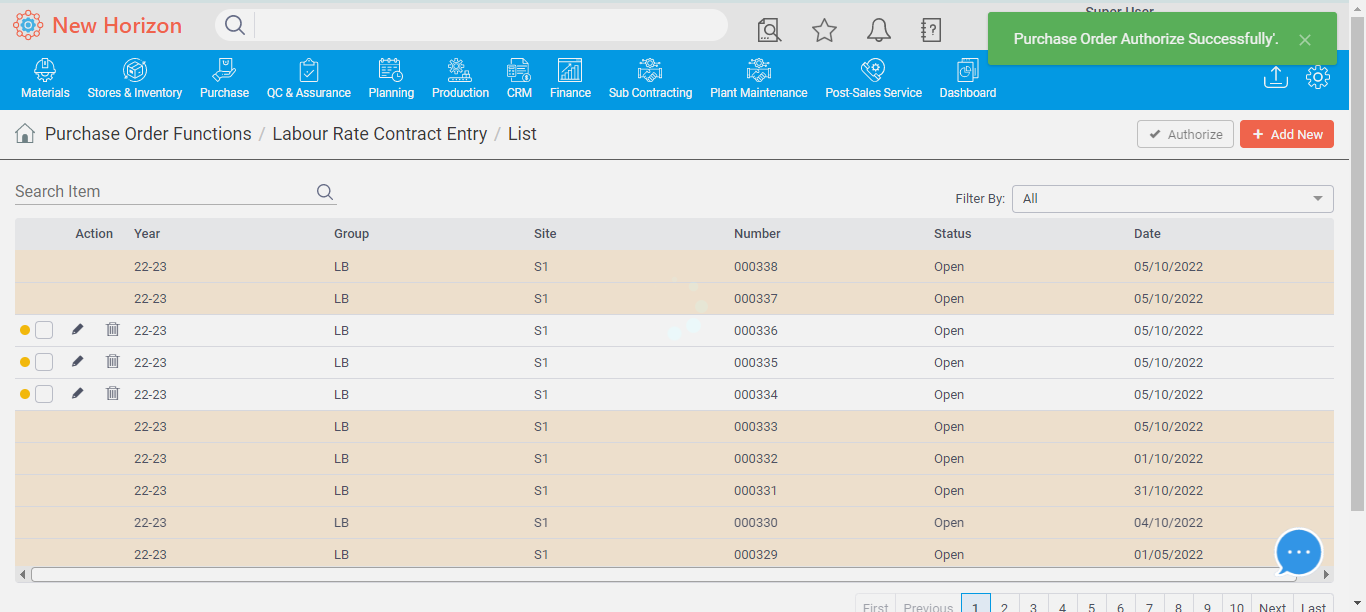 New Horizon
Super User
Purchase Order Authorize Successfully'.
Materials Stores & Inventory Purchase QC & Assurance Planning Production CRM Finance Sub Contracting Plant Maintenance Post-Sales Service Dashboard
Purchase Order Functions / Labour Rate Contract Entry / List
Authorize
+ Add New
Search Item
Filter By: All
Action Year Group Site Number Status Date
22-23 LB S1 000338 Open 05/10/2022
22-23 LB S1 000337 Open 05/10/2022
22-23 LB S1 000336 Open 05/10/2022
22-23 LB S1 000335 Open 05/10/2022
22-23 LB S1 000334 Open 05/10/2022
22-23 LB S1 000333 Open 05/10/2022
22-23 LB S1 000332 Open 01/10/2022
22-23 LB S1 000331 Open 31/10/2022
22-23 LB S1 000330 Open 04/10/2022
22-23 LB S1 000329 Open 01/05/2022
First Previous 1 2 3 4 5 6 7 8 9 10 Next Last